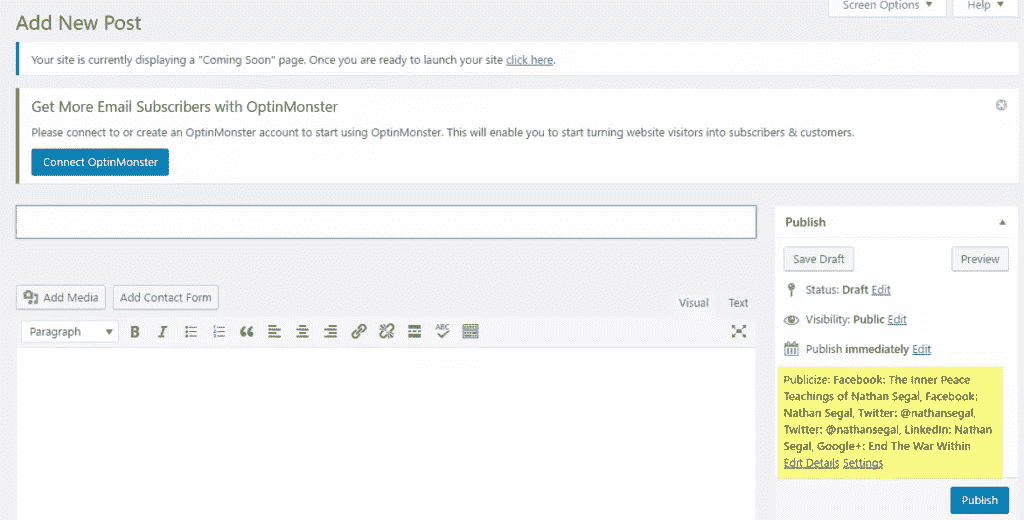 Screen Options ▼ Help ▼
Add New Post
Your site is currently displaying a "Coming Soon" page. Once you are ready to launch your site click here.
Get More Email Subscribers with OptinMonster
Please connect to or create an OptinMonster account to start using OptinMonster. This will enable you to start turning website visitors into subscribers & customers.
Connect OptinMonster
Publish ▲
Save Draft Preview
Status: Draft Edit
Visibility: Public Edit
Publish immediately Edit
Publicize: Facebook: The Inner Peace
Teachings of Nathan Segal, Facebook:
Nathan Segal, Twitter: @nathansegal,
Twitter: @nathansegal, LinkedIn: Nathan
Segal, Google+: End The War Within
Edit Details Settings
Publish
Add Media Add Contact Form
Visual Text
Paragraph ▼ B I ABC